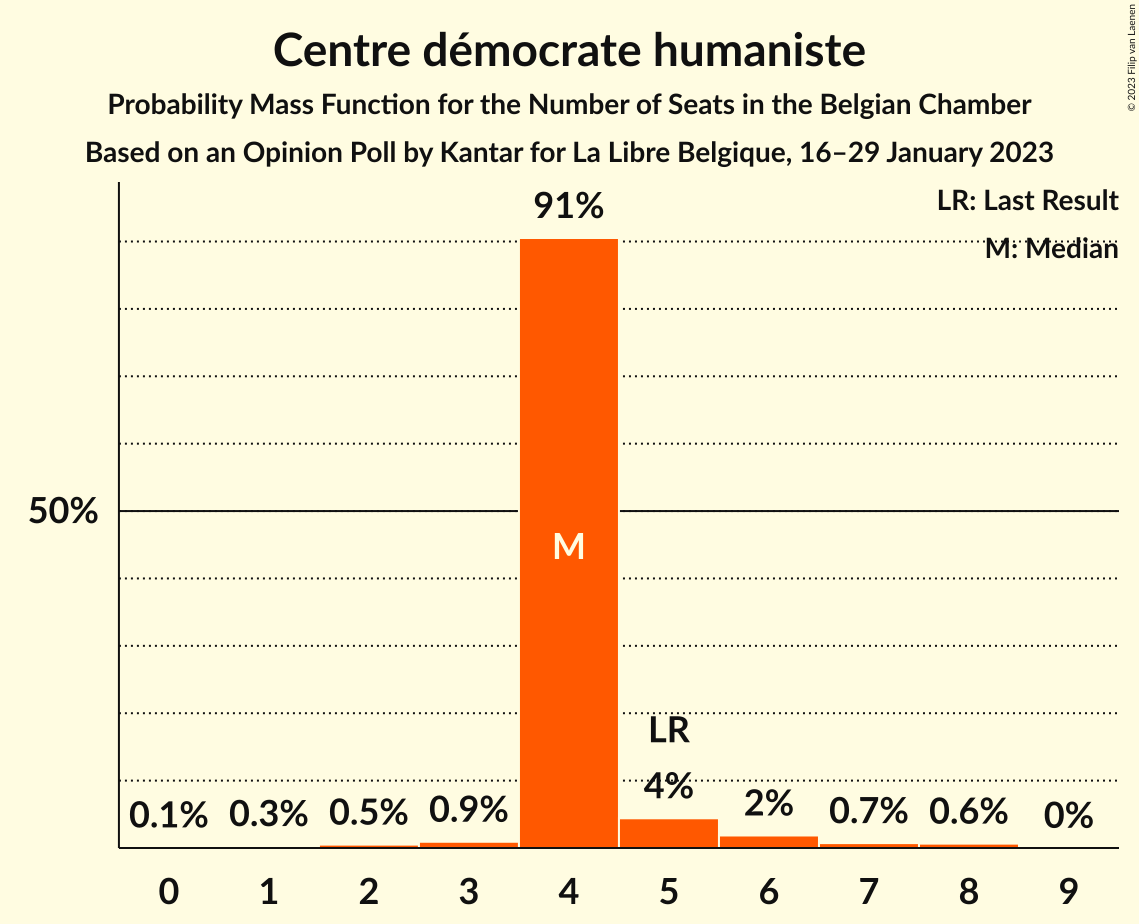 Centre démocrate humaniste
Probability Mass Function for the Number of Seats in the Belgian Chamber
Based on an Opinion Poll by Kantar for La Libre Belgique, 16–29 January 2023
© 2023 Filip van Laenen
LR: Last Result
M: Median
91%
50%
M
LR
4%
0.1% 0.3% 0.5% 0.9% 2% 0.7% 0.6% 0%
0 1 2 3 4 5 6 7 8 9